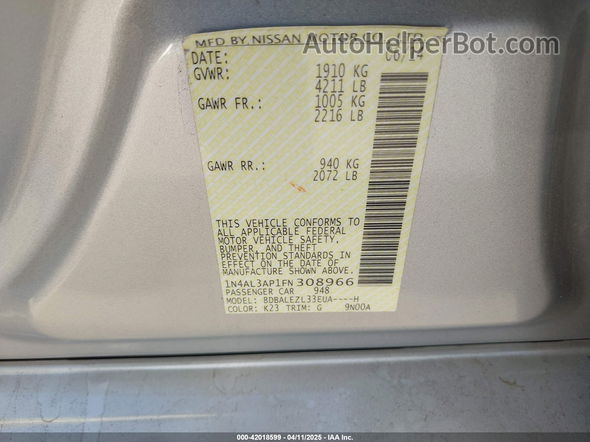 AutoHelperBot.com
MFD BY NISSAN MOTOR CO., LTD
DATE: 06/14
GVWR: 1910 KG
4211 LB
GAWR FR.: 1005 KG
2216 LB
GAWR RR.: 940 KG
2072 LB
THIS VEHICLE CONFORMS TO
ALL APPLICABLE FEDERAL
MOTOR VEHICLE SAFETY,
BUMPER, AND THEFT
PREVENTION STANDARDS IN
EFFECT ON THE DATE OF
MANUFACTURE SHOWN ABOVE.
1N4AL3AP1FN 308966
PASSENGER CAR 948
MODEL: BDBALEZL33EUA----H
COLOR: K23 TRIM: G 9N00A
000-42018599 - 04/11/2025 - IAA Inc.